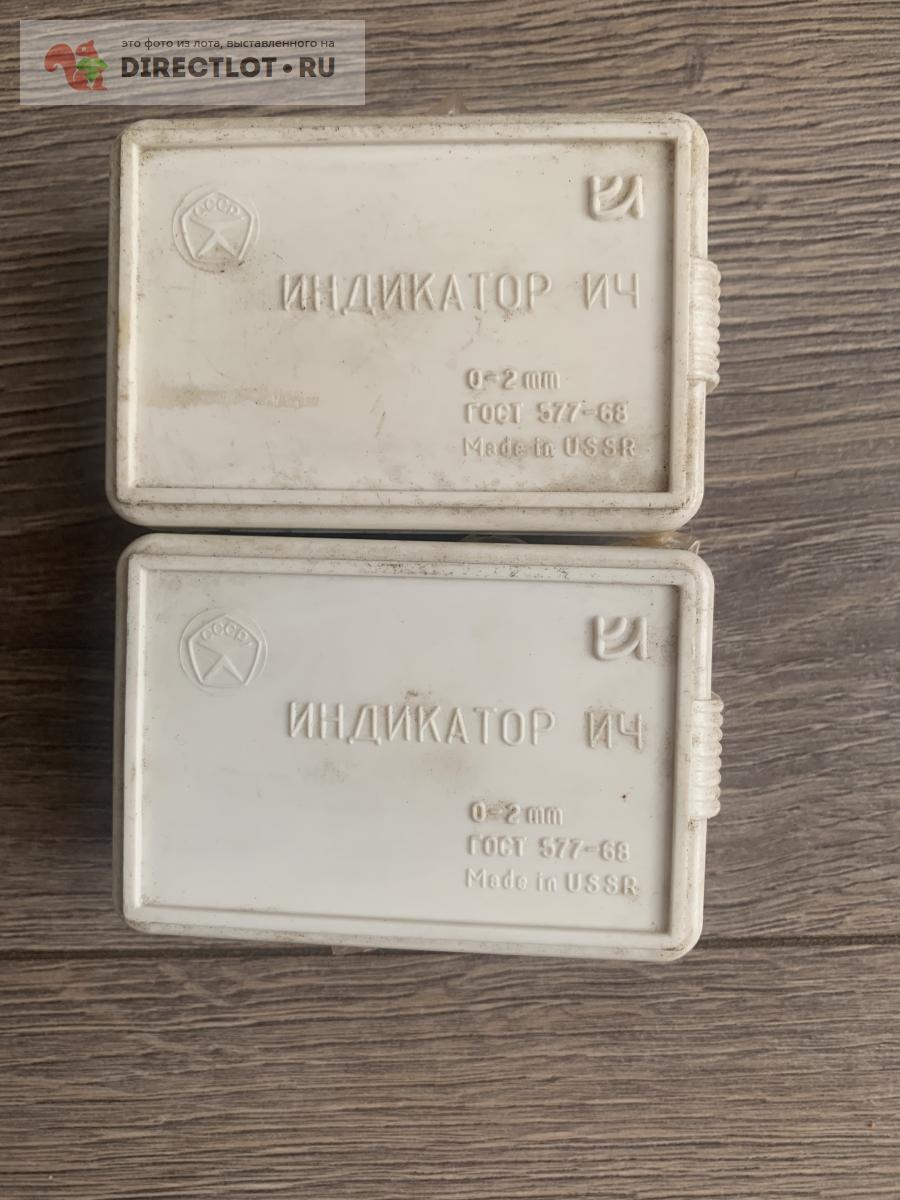 это фото из лота, выставленного на
DIRECTLOT.RU
СССР
ИНДИКАТОР ИЧ
0-2 mm
ГОСТ 577-68
Made in USSR
СССР
ИНДИКАТОР ИЧ
0-2 mm
ГОСТ 577-68
Made in USSR